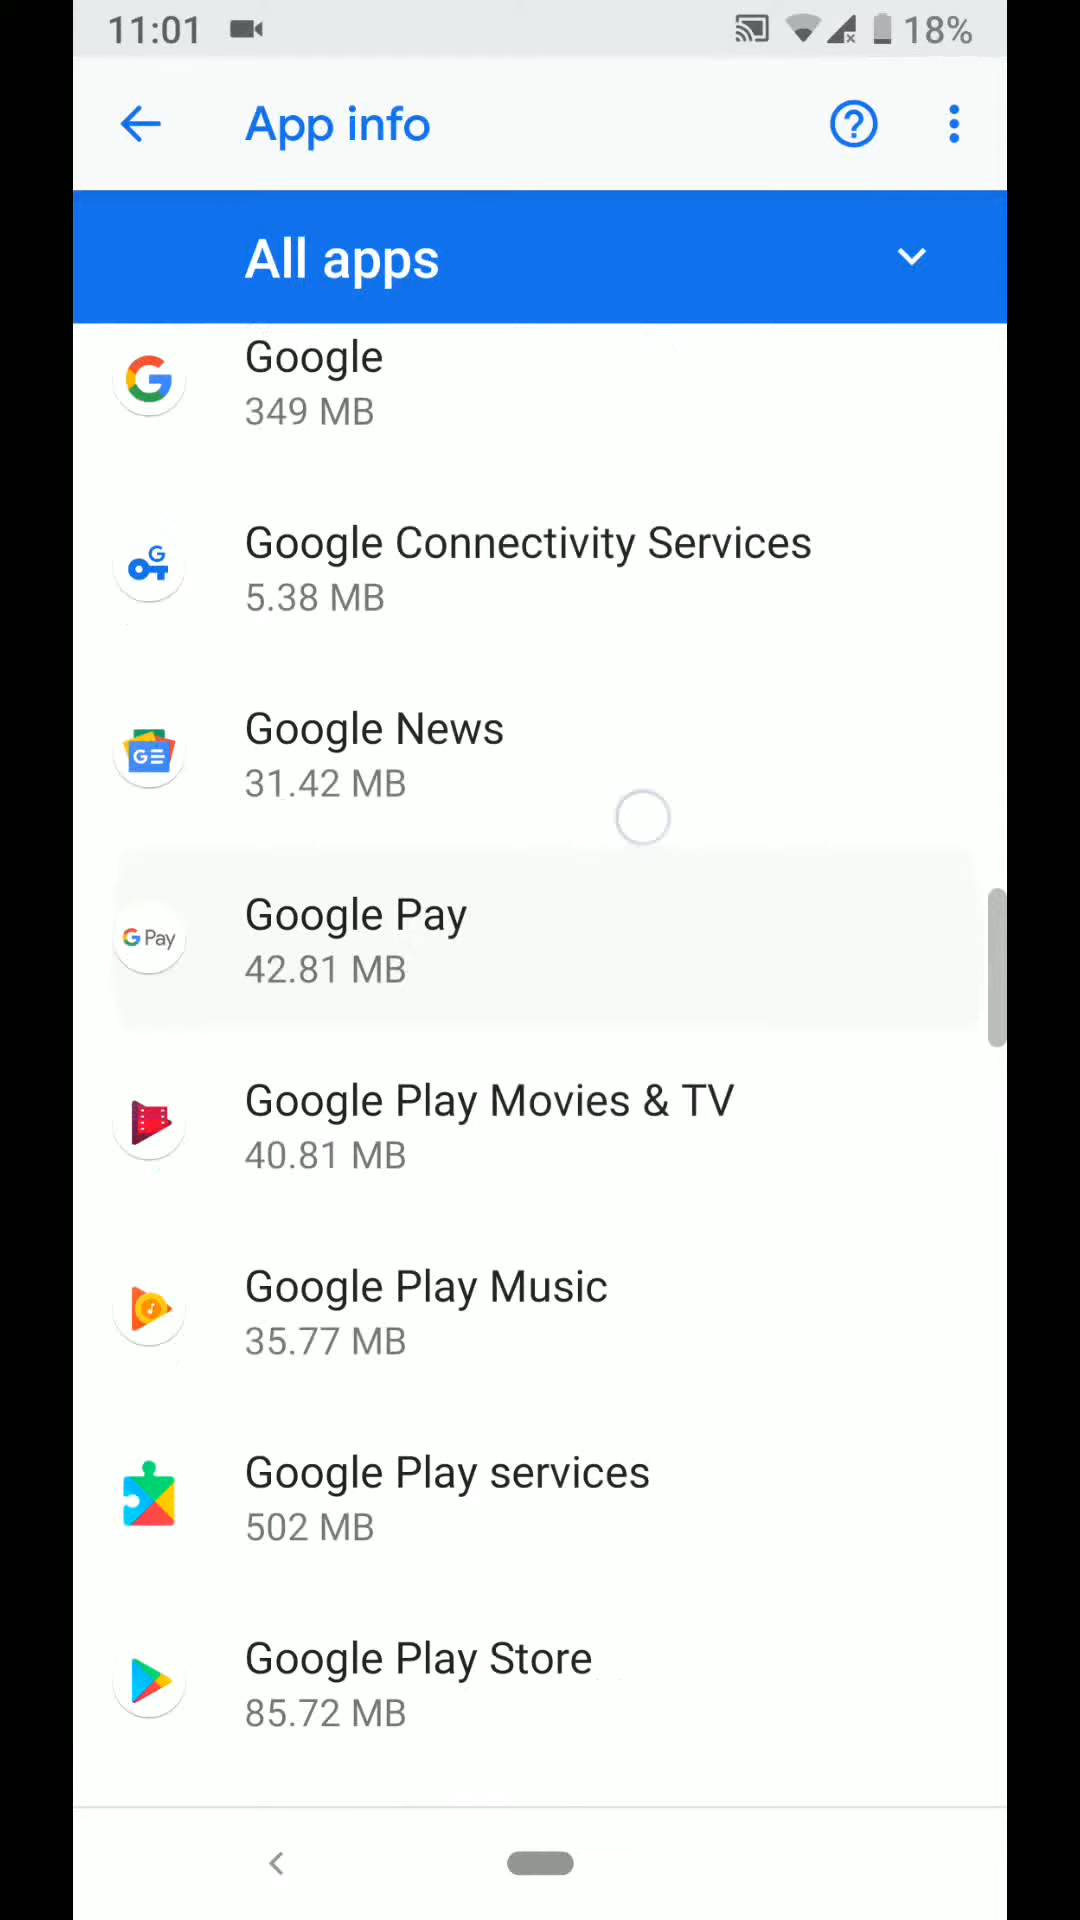 11:01
18%
App info
All apps
Google
349 MB
G
Google Connectivity Services
5.38 MB
Google News
31.42 MB
G Pay
Google Pay
42.81 MB
Google Play Movies & TV
40.81 MB
Google Play Music
35.77 MB
Google Play services
502 MB
Google Play Store
85.72 MB